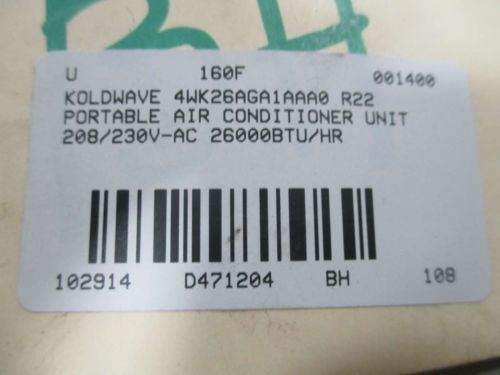 U 160F 001400
KOLDWAVE 4WK26AGA1AAA0 R22
PORTABLE AIR CONDITIONER UNIT
208/230V-AC 26000BTU/HR
102914 D471204 BH 108